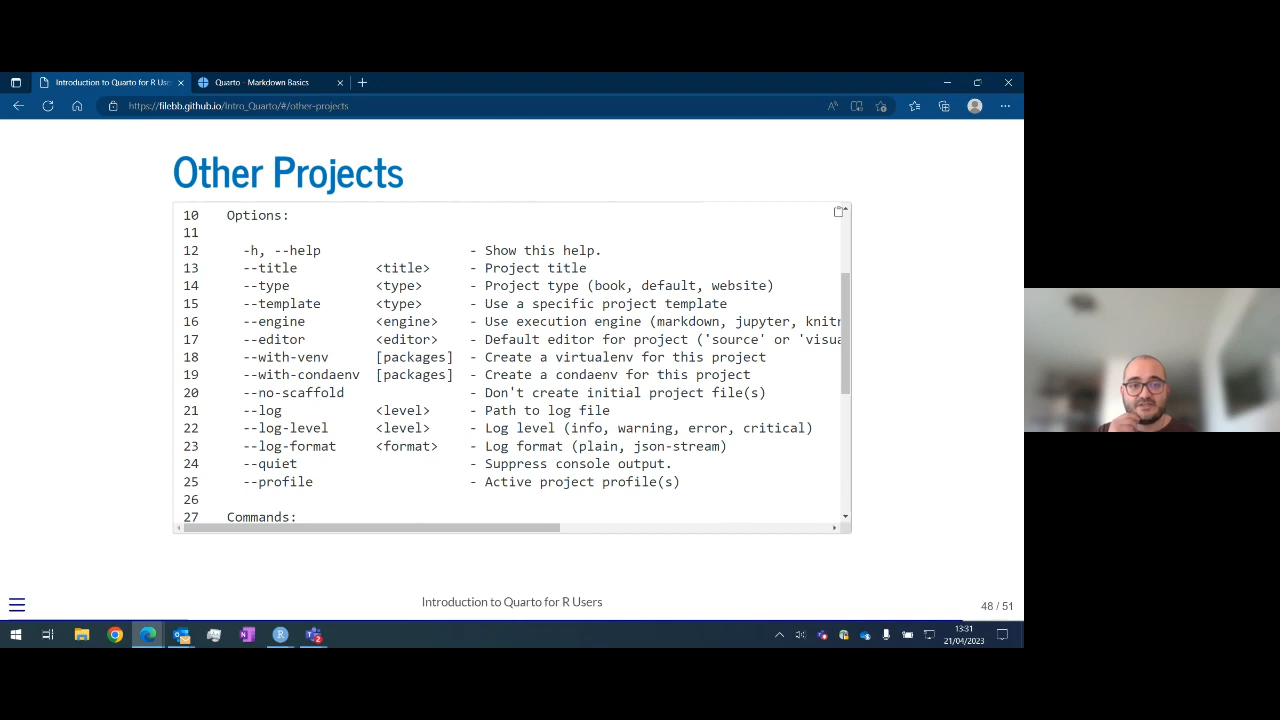 Introduction to Quarto for R Use
Quarto - Markdown Basics
https://filebb.github.io/Intro_Quarto/#/other-projects
Other Projects
10 Options:
11
12 -h, --help - Show this help.
13 --title <title> - Project title
14 --type <type> - Project type (book, default, website)
15 --template <type> - Use a specific project template
16 --engine <engine> - Use execution engine (markdown, jupyter, knitr
17 --editor <editor> - Default editor for project ('source' or 'visua
18 --with-venv [packages] - Create a virtualenv for this project
19 --with-condaenv [packages] - Create a condaenv for this project
20 --no-scaffold - Don't create initial project file(s)
21 --log <level> - Path to log file
22 --log-level <level> - Log level (info, warning, error, critical)
23 --log-format <format> - Log format (plain, json-stream)
24 --quiet - Suppress console output.
25 --profile - Active project profile(s)
26
27 Commands:
Introduction to Quarto for R Users
48 / 51
13:31
21/04/2023